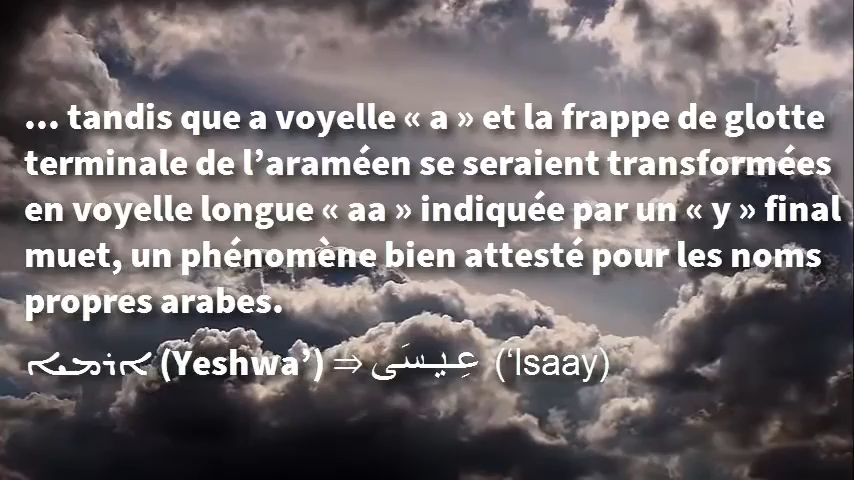 ... tandis que a voyelle « a » et la frappe de glotte
terminale de l’araméen se seraient transformées
en voyelle longue « aa » indiquée par un « y » final
muet, un phénomène bien attesté pour les noms
propres arabes.
(Yeshwa’) ⇒ عِيسَى (‘Isaay)